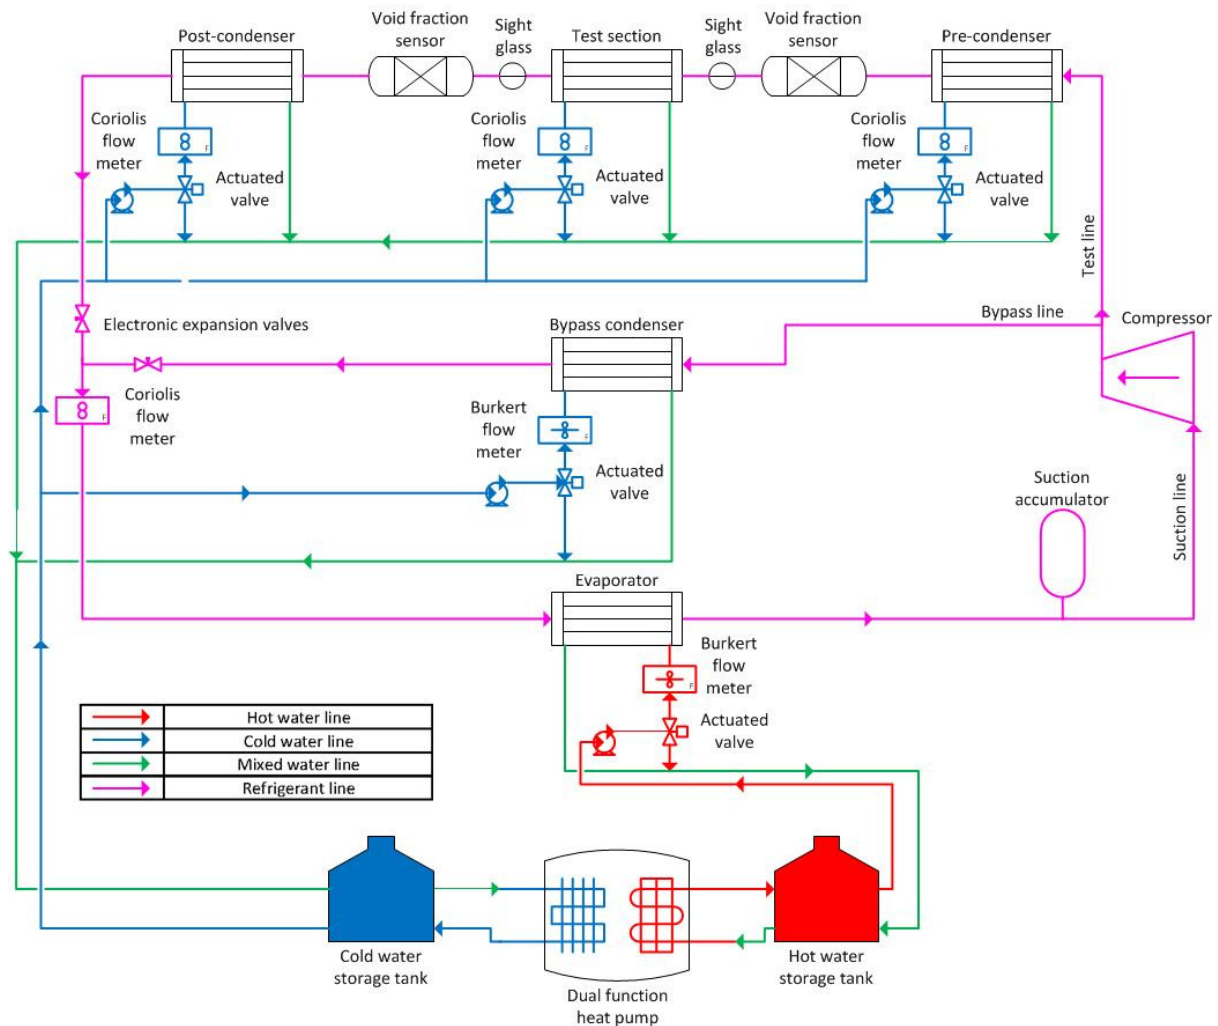 Post-condenser
Void fraction
sensor
Sight
glass
Test section
Sight
glass
Void fraction
sensor
Pre-condenser
Coriolis
flow
meter
8
F
Actuated
valve
Coriolis
flow
meter
8
F
Actuated
valve
Coriolis
flow
meter
8
F
Actuated
valve
Test line
Electronic expansion valves
Bypass condenser
Bypass line
Compressor
Coriolis
flow
meter
8
F
Burkert
flow
meter
F
Actuated
valve
Suction
accumulator
Suction line
Evaporator
Burkert
flow
meter
F
Actuated
valve
Hot water line
Cold water line
Mixed water line
Refrigerant line
Cold water
storage tank
Dual function
heat pump
Hot water
storage tank